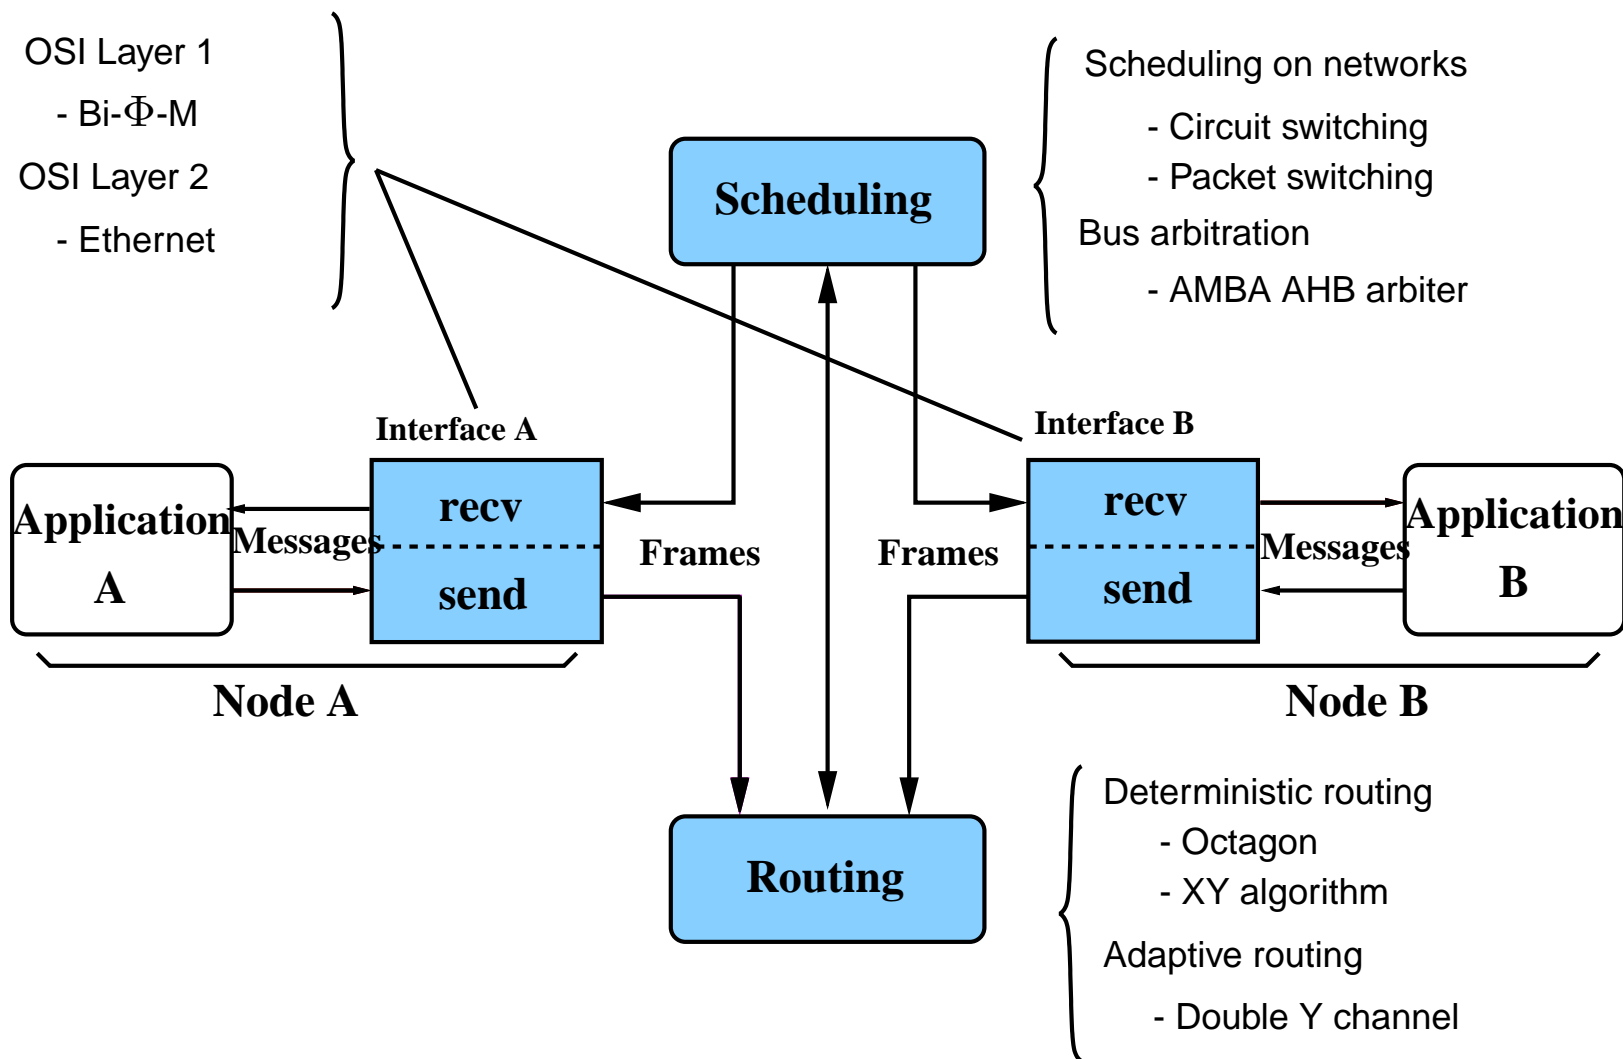 OSI Layer 1
- Bi-Φ-M
OSI Layer 2
- Ethernet
Scheduling
Scheduling on networks
- Circuit switching
- Packet switching
Bus arbitration
- AMBA AHB arbiter
Interface A
Interface B
Application
A
Messages
recv
send
Frames
Frames
recv
send
Messages
Application
B
Node A
Node B
Routing
Deterministic routing
- Octagon
- XY algorithm
Adaptive routing
- Double Y channel